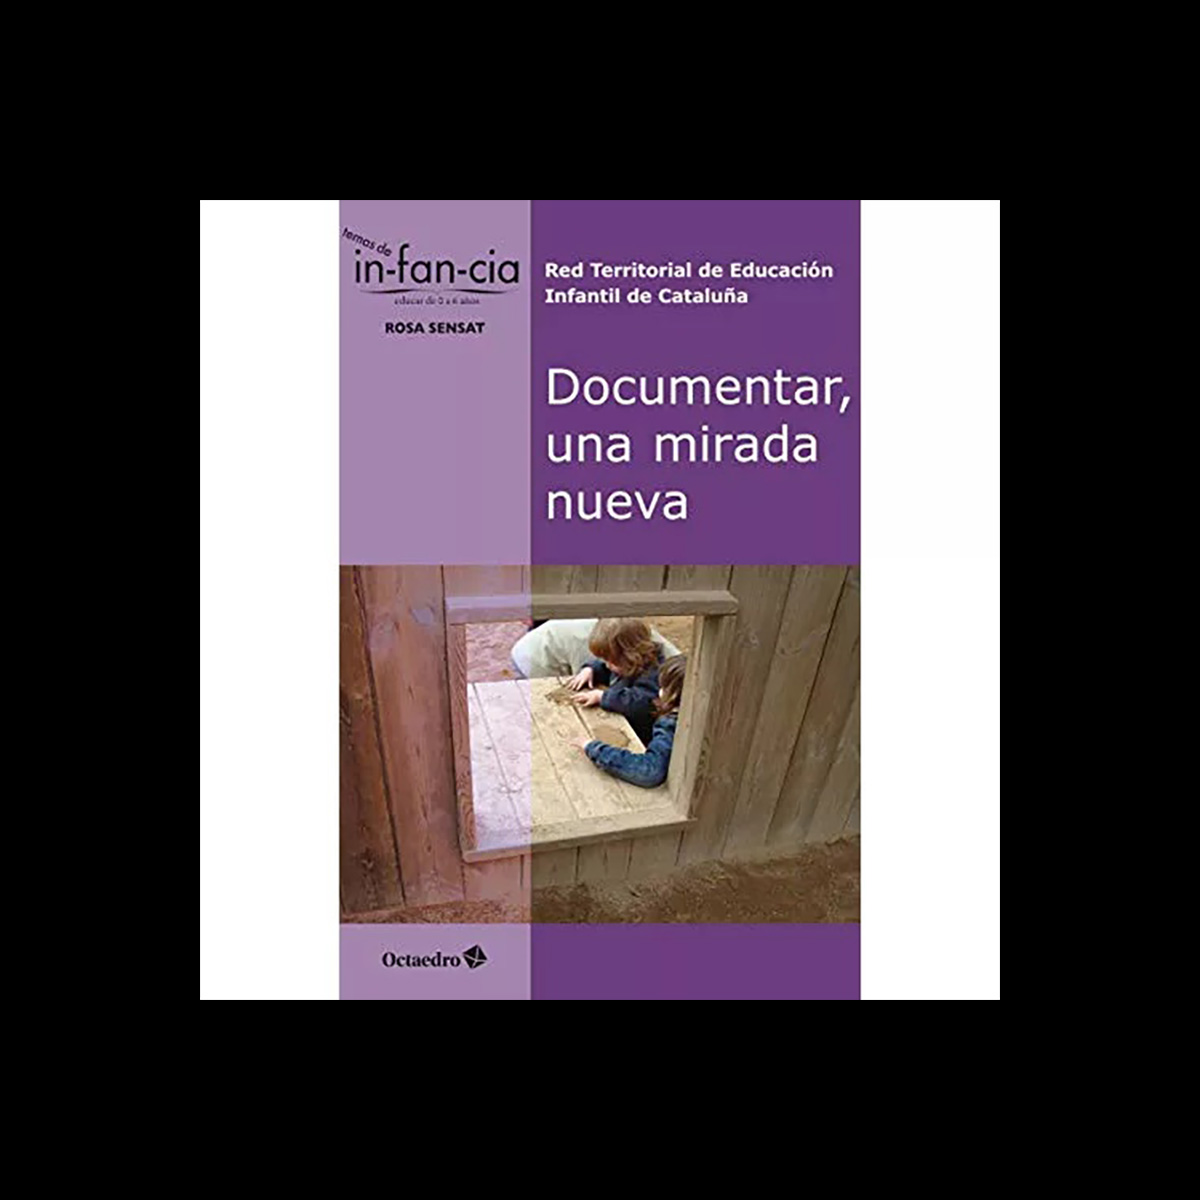 temas de
in-fan-cia
educar de 0 a 6 años
ROSA SENSAT
Red Territorial de Educación
Infantil de Cataluña
Documentar,
una mirada
nueva
Octaedro